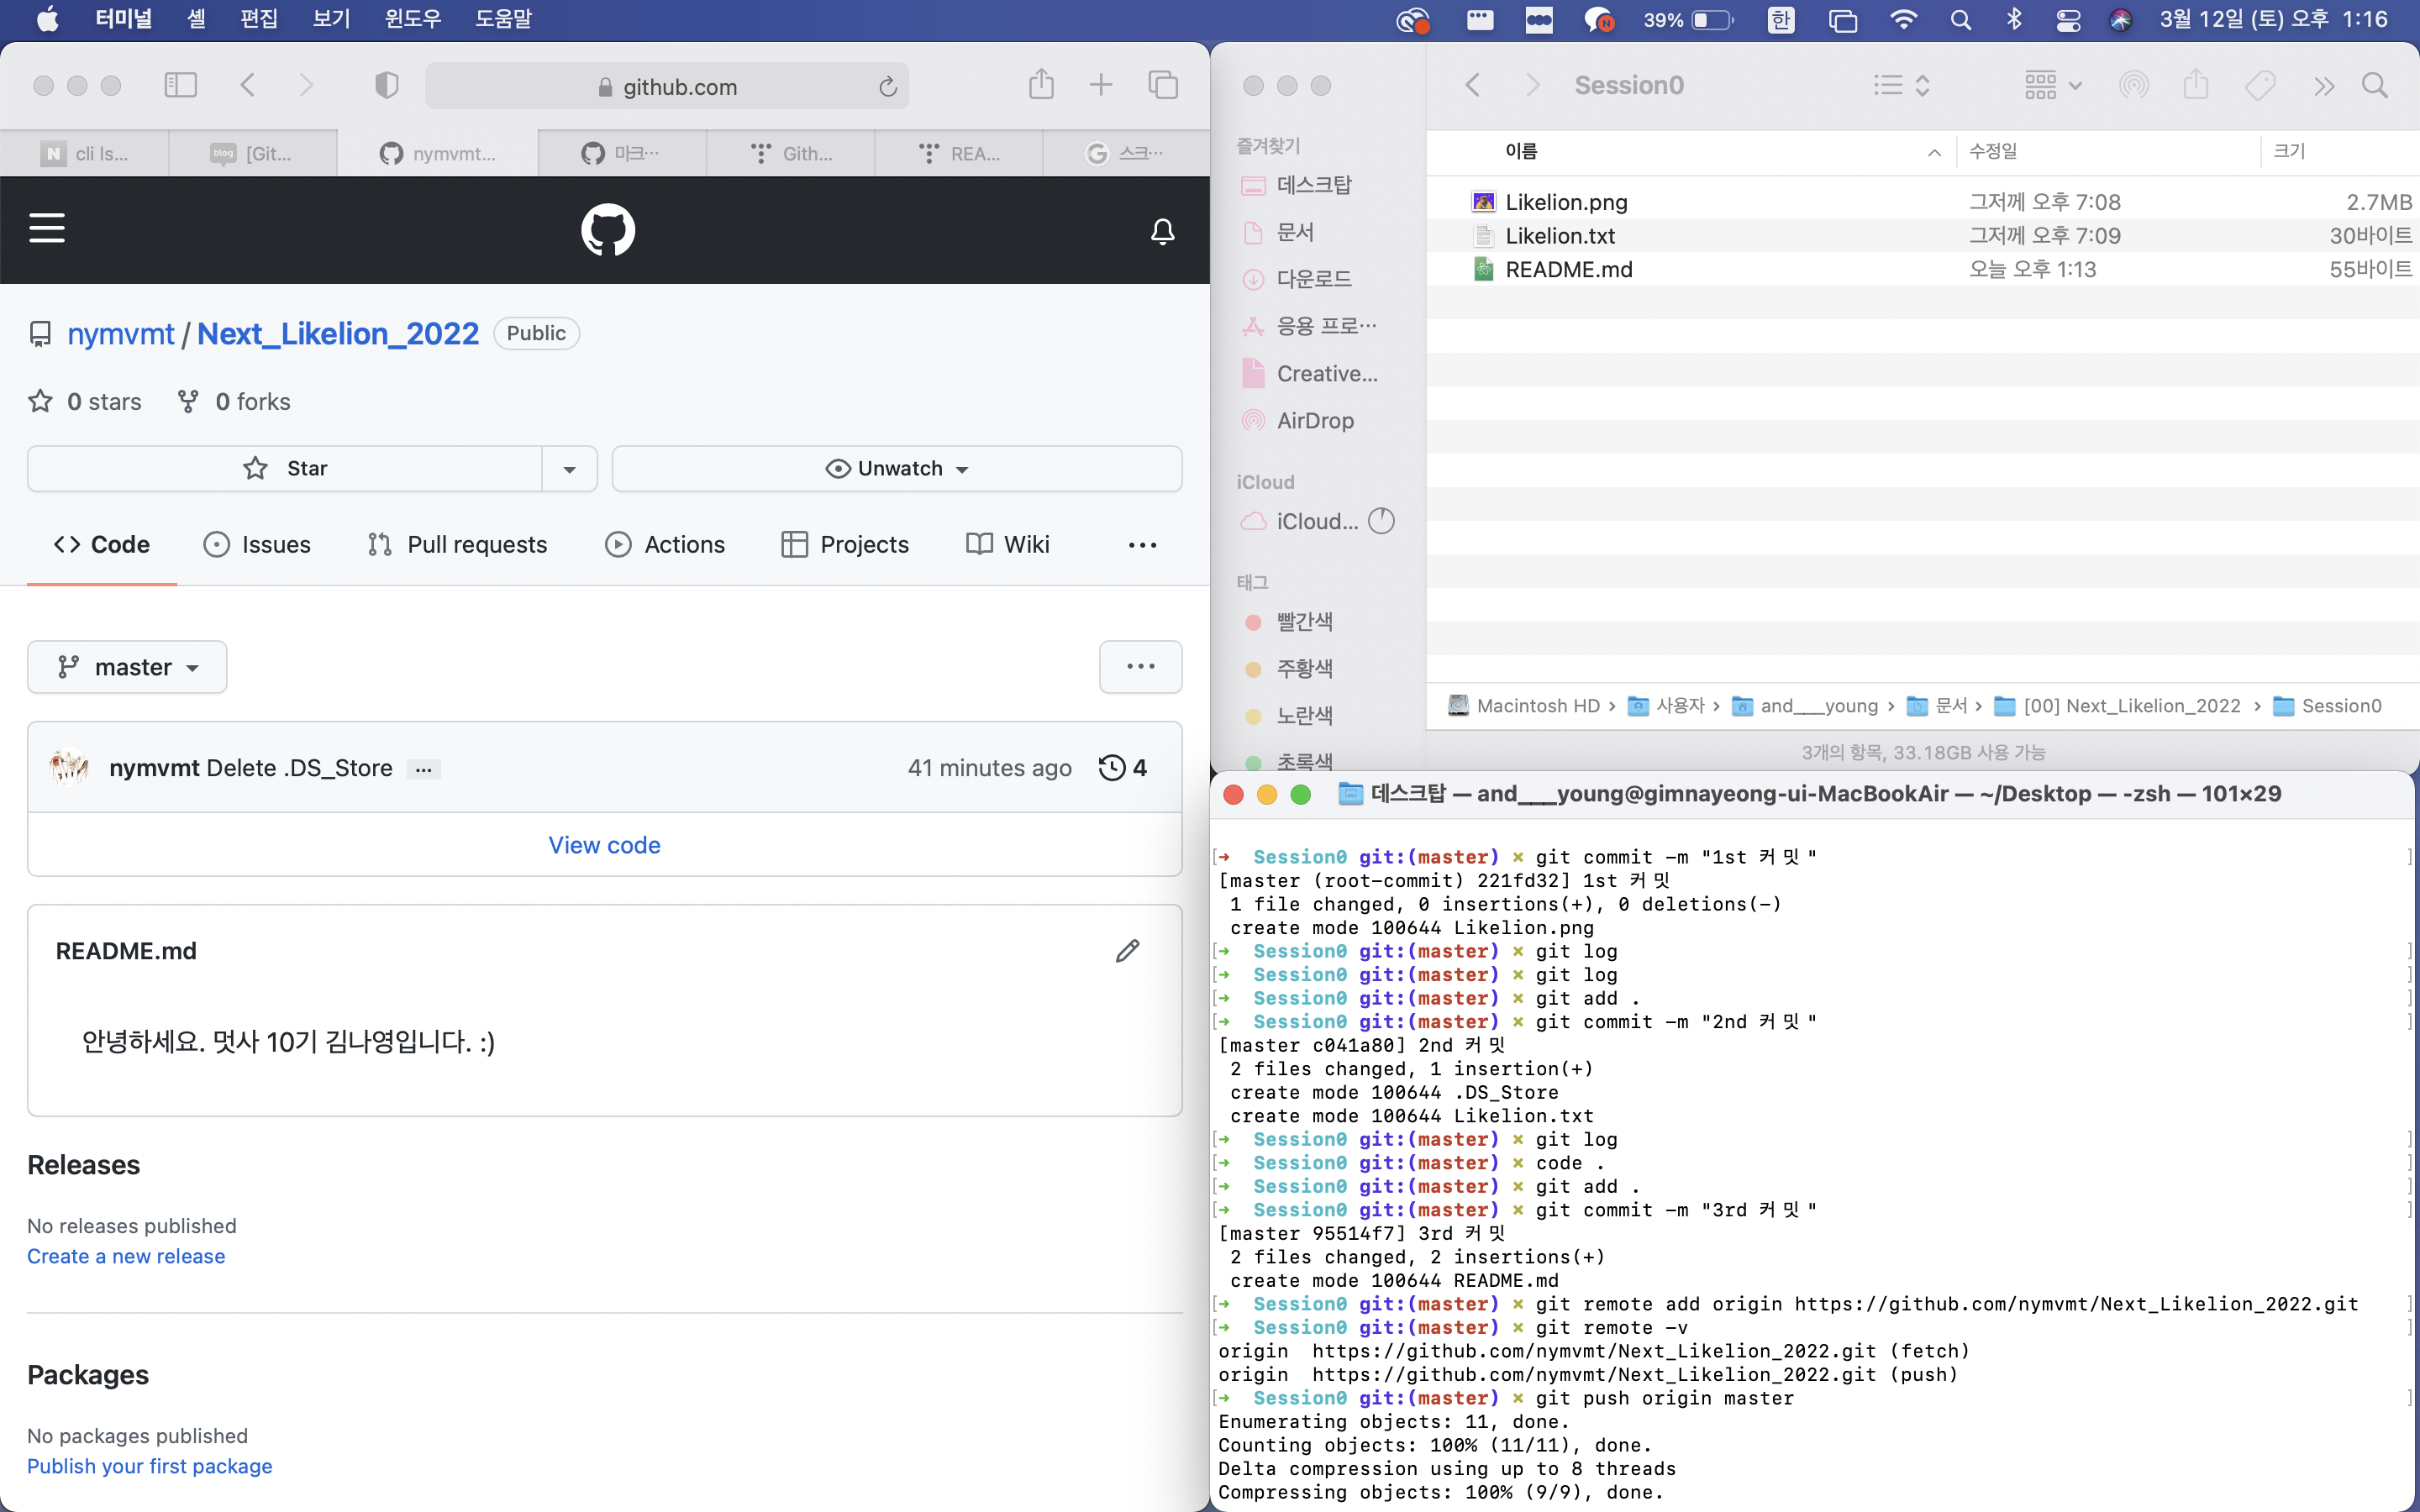 터미널 셸 편집 보기 윈도우 도움말
39% 한 3월 12일 (토) 오후 1:16
github.com
N cli ls...
blog [Git...
nymvmt...
마크…
Gith...
REA...
G 스크…
nymvmt / Next_Likelion_2022 Public
0 stars 0 forks
Star Unwatch
Code Issues Pull requests Actions Projects Wiki
master
nymvmt Delete .DS_Store ... 41 minutes ago 4
View code
README.md
안녕하세요. 멋사 10기 김나영입니다. :)
Releases
No releases published
Create a new release
Packages
No packages published
Publish your first package
Session0
즐겨찾기
데스크탑
문서
다운로드
응용 프로…
Creative...
AirDrop
iCloud
iCloud...
태그
빨간색
주황색
노란색
초록색
이름 수정일 크기
Likelion.png 그저께 오후 7:08 2.7MB
Likelion.txt 그저께 오후 7:09 30바이트
README.md 오늘 오후 1:13 55바이트
Macintosh HD › 사용자 › and___young › 문서 › [00] Next_Likelion_2022 › Session0
3개의 항목, 33.18GB 사용 가능
데스크탑 — and___young@gimnayeong-ui-MacBookAir — ~/Desktop — -zsh — 101×29
[➜  Session0 git:(master) × git commit -m "1st 커밋" ]
[master (root-commit) 221fd32] 1st 커밋
 1 file changed, 0 insertions(+), 0 deletions(-)
 create mode 100644 Likelion.png
[➜  Session0 git:(master) × git log ]
[➜  Session0 git:(master) × git log ]
[➜  Session0 git:(master) × git add . ]
[➜  Session0 git:(master) × git commit -m "2nd 커밋" ]
[master c041a80] 2nd 커밋
 2 files changed, 1 insertion(+)
 create mode 100644 .DS_Store
 create mode 100644 Likelion.txt
[➜  Session0 git:(master) × git log ]
[➜  Session0 git:(master) × code . ]
[➜  Session0 git:(master) × git add . ]
[➜  Session0 git:(master) × git commit -m "3rd 커밋" ]
[master 95514f7] 3rd 커밋
 2 files changed, 2 insertions(+)
 create mode 100644 README.md
[➜  Session0 git:(master) × git remote add origin https://github.com/nymvmt/Next_Likelion_2022.git ]
[➜  Session0 git:(master) × git remote -v ]
origin  https://github.com/nymvmt/Next_Likelion_2022.git (fetch)
origin  https://github.com/nymvmt/Next_Likelion_2022.git (push)
[➜  Session0 git:(master) × git push origin master ]
Enumerating objects: 11, done.
Counting objects: 100% (11/11), done.
Delta compression using up to 8 threads
Compressing objects: 100% (9/9), done.